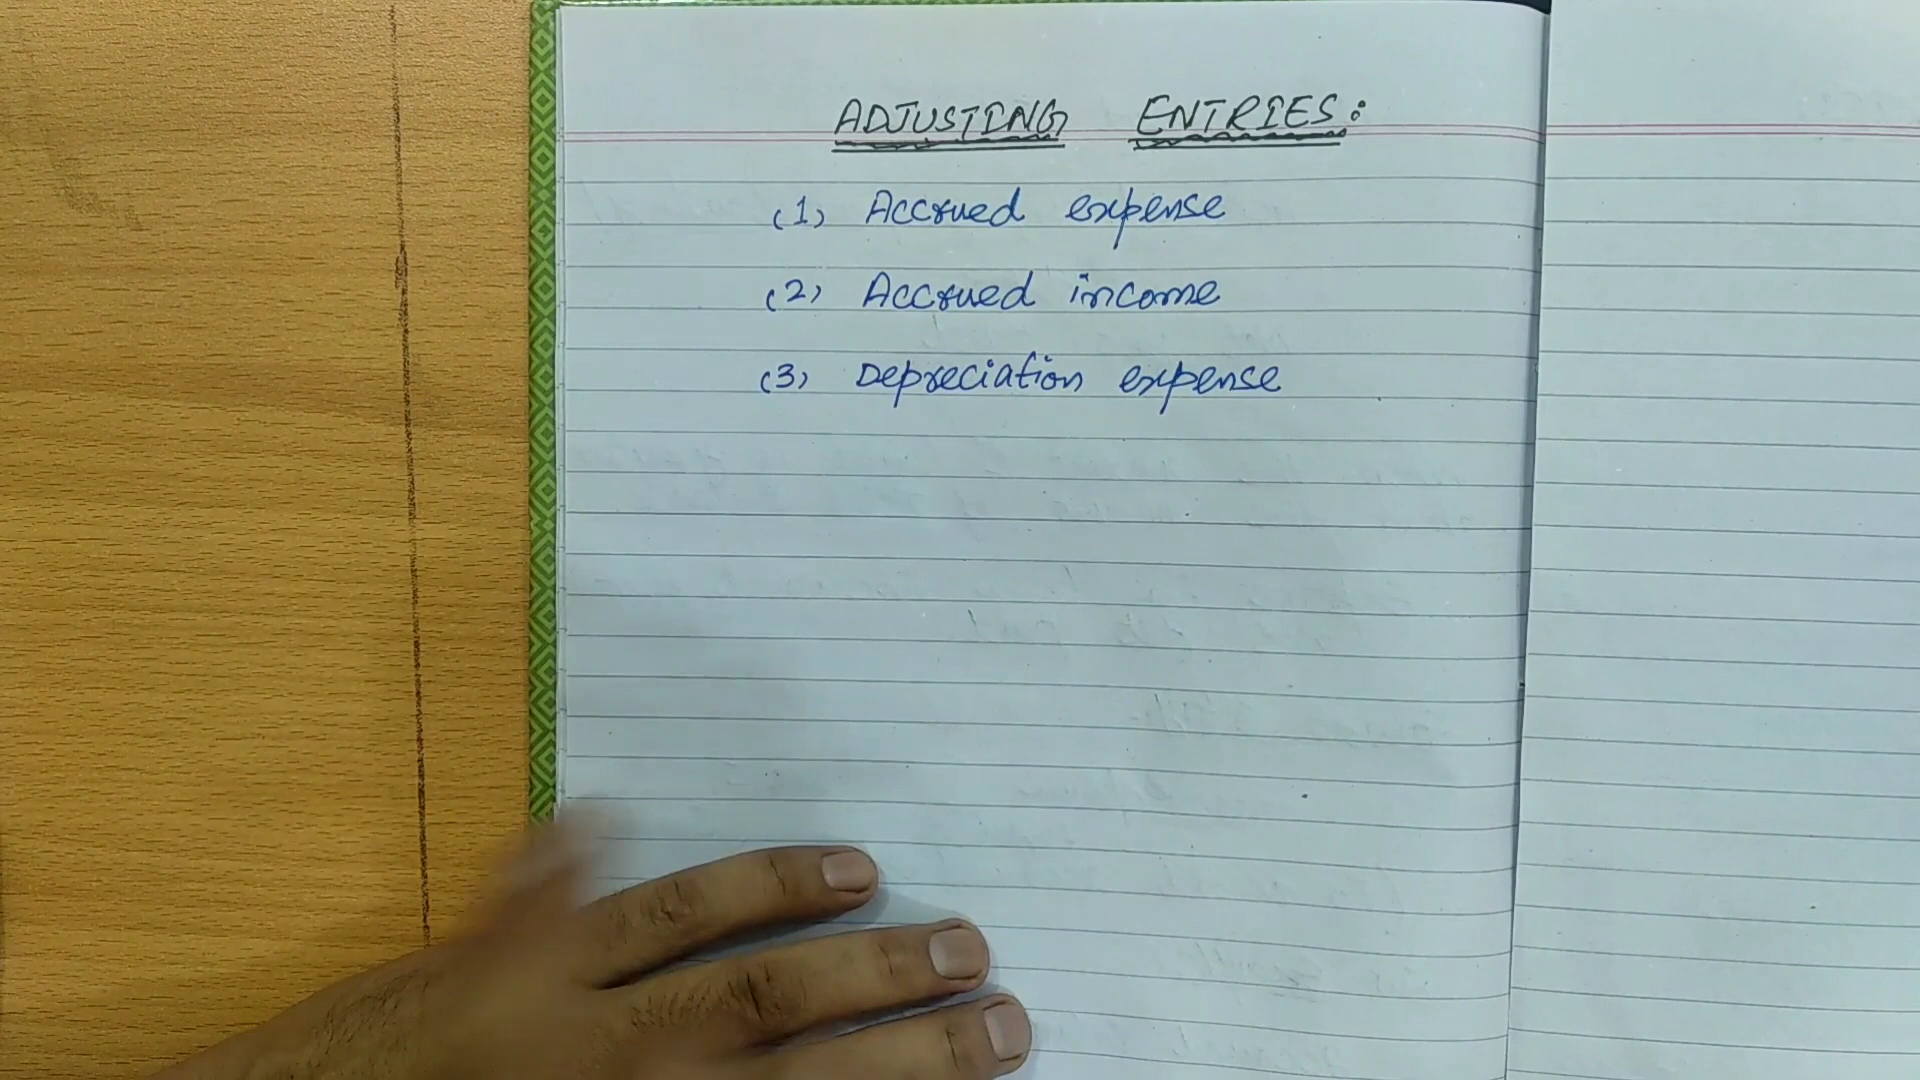 ADJUSTING ENTRIES:
(1) Accrued expense
(2) Accrued income
(3) Depreciation expense